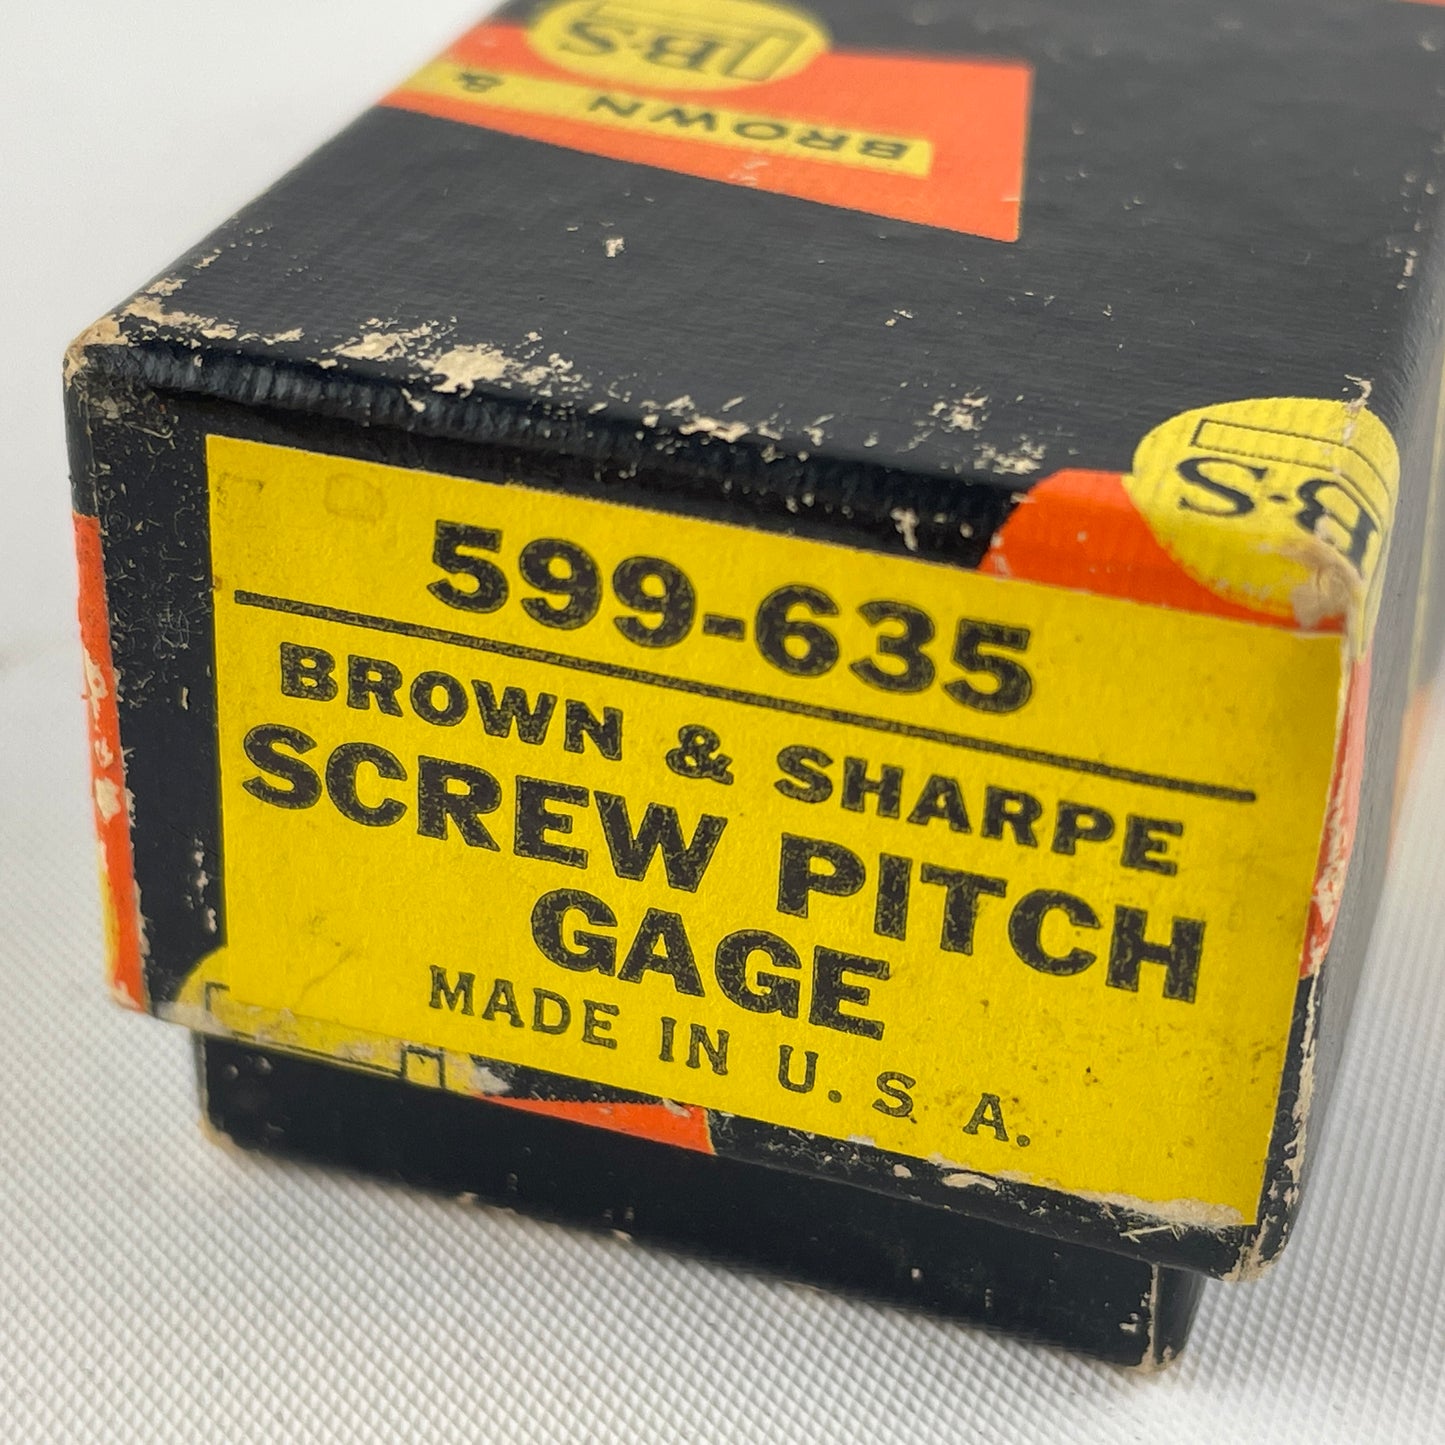 B·S
BROWN &
B·S
599-635
BROWN & SHARPE
SCREW PITCH
GAGE
MADE IN U.S.A.